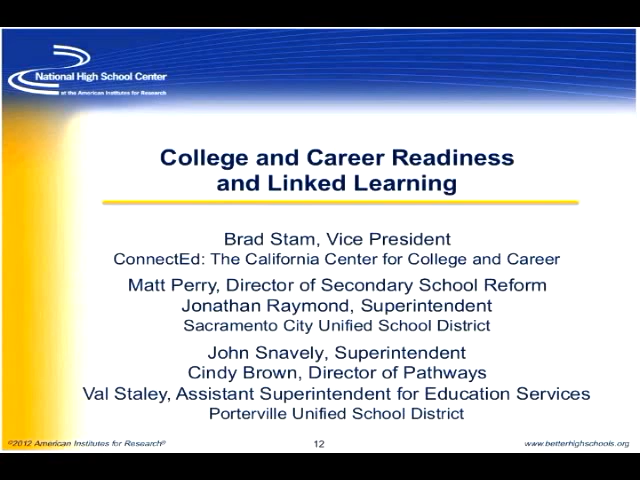 National High School Center
at the American Institutes for Research
College and Career Readiness
and Linked Learning
Brad Stam, Vice President
ConnectEd: The California Center for College and Career
Matt Perry, Director of Secondary School Reform
Jonathan Raymond, Superintendent
Sacramento City Unified School District
John Snavely, Superintendent
Cindy Brown, Director of Pathways
Val Staley, Assistant Superintendent for Education Services
Porterville Unified School District
©2012 American Institutes for Research®
12
www.betterhighschools.org